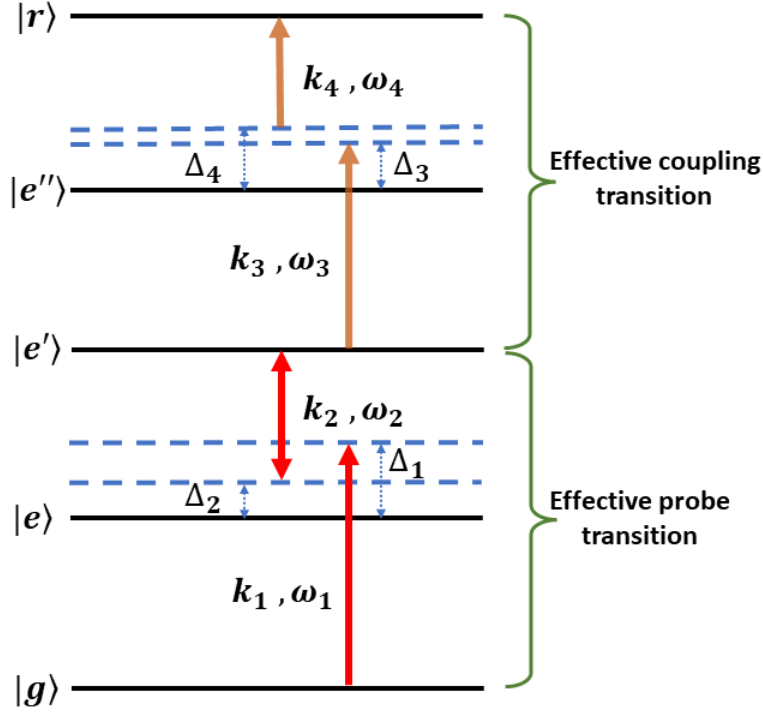 |r⟩
k₄ , ω₄
Δ₄
Δ₃
|e''⟩
Effective coupling
transition
k₃ , ω₃
|e'⟩
k₂ , ω₂
Δ₁
Δ₂
|e⟩
Effective probe
transition
k₁ , ω₁
|g⟩